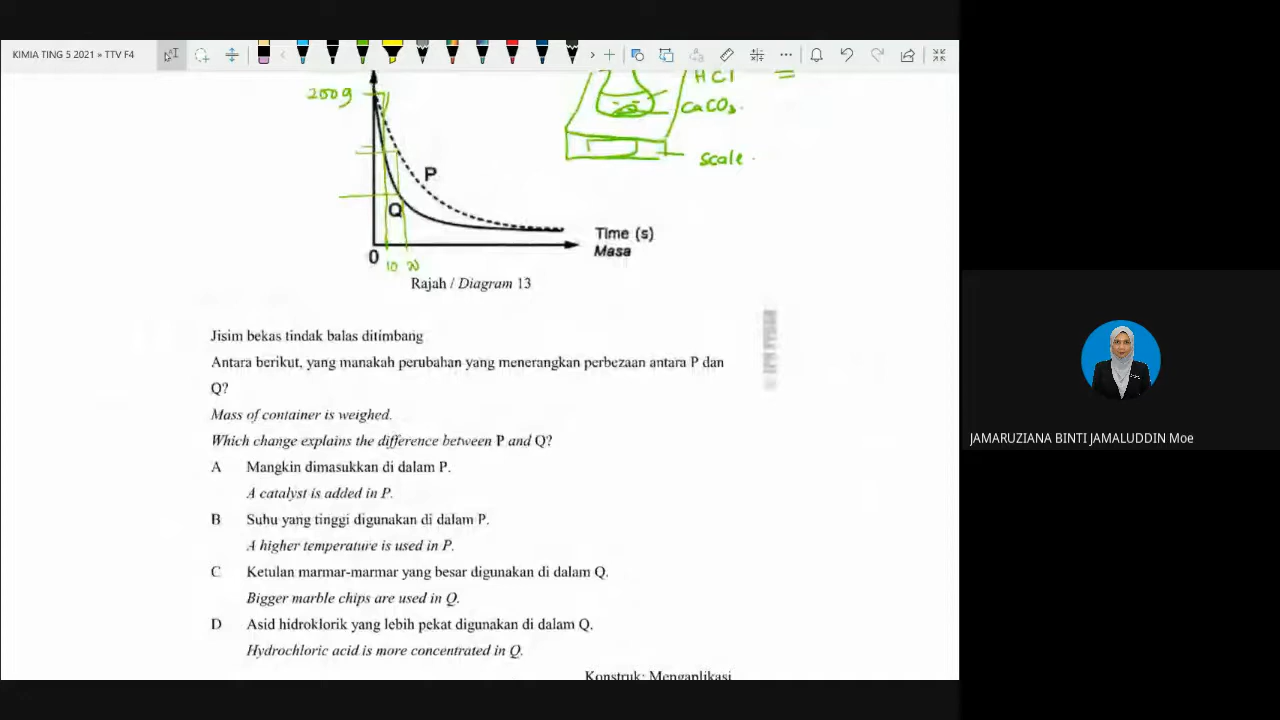 KIMIA TING 5 2021 » TTV F4
200g
HCl
CaCO₃
scale
P
Q
Time (s)
Masa
0
10 20
Rajah / Diagram 13
Jisim bekas tindak balas ditimbang
Antara berikut, yang manakah perubahan yang menerangkan perbezaan antara P dan
Q?
Mass of container is weighed.
Which change explains the difference between P and Q?
A Mangkin dimasukkan di dalam P.
A catalyst is added in P.
B Suhu yang tinggi digunakan di dalam P.
A higher temperature is used in P.
C Ketulan marmar-marmar yang besar digunakan di dalam Q.
Bigger marble chips are used in Q.
D Asid hidroklorik yang lebih pekat digunakan di dalam Q.
Hydrochloric acid is more concentrated in Q.
Konstruk: Mengaplikasi
JAMARUZIANA BINTI JAMALUDDIN Moe